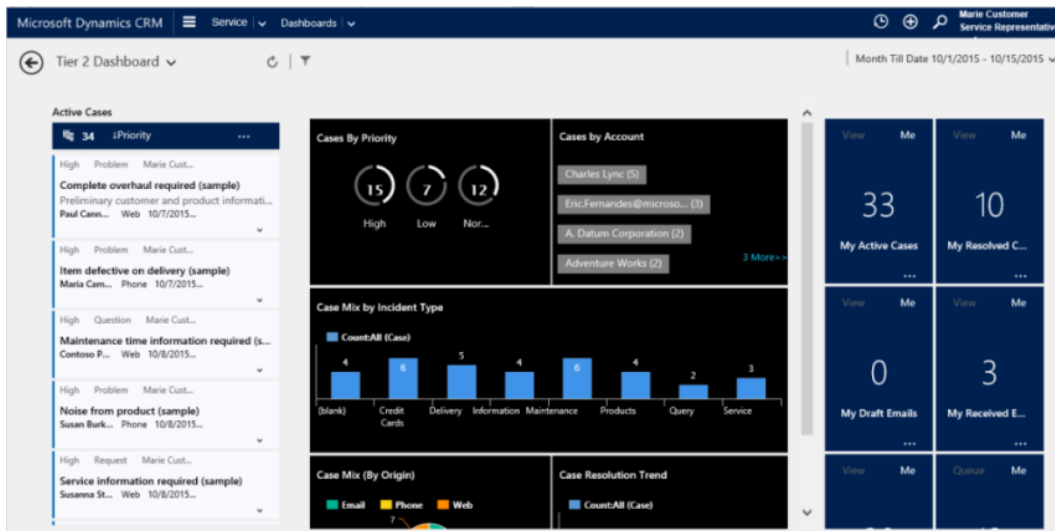 Microsoft Dynamics CRM Service Dashboards
Marie Customer
Service Representative
Tier 2 Dashboard
Month Till Date 10/1/2015 - 10/15/2015
Active Cases
34 ↓Priority ...
High Problem Marie Cust...
Complete overhaul required (sample)
Preliminary customer and product informati...
Paul Cann... Web 10/7/2015...
High Problem Marie Cust...
Item defective on delivery (sample)
Maria Cam... Phone 10/7/2015...
High Question Marie Cust...
Maintenance time information required (s...
Contoso P... Web 10/8/2015...
High Problem Marie Cust...
Noise from product (sample)
Susan Burk... Phone 10/8/2015...
High Request Marie Cust...
Service information required (sample)
Susanna St... Web 10/8/2015...
Cases By Priority
15 7 12
High Low Nor...
Cases by Account
Charles Lync (5)
Eric.Fernandes@microso... (3)
A. Datum Corporation (2)
Adventure Works (2)
3 More>>
Case Mix by Incident Type
Count:All (Case)
4 6 5 4 6 4 2 3
(blank) Credit Cards Delivery Information Maintenance Products Query Service
Case Mix (By Origin)
Email Phone Web
7
Case Resolution Trend
Count:All (Case)
View Me
33
My Active Cases
...
View Me
10
My Resolved C...
...
View Me
0
My Draft Emails
...
View Me
3
My Received E...
...
View Me
Queue Me